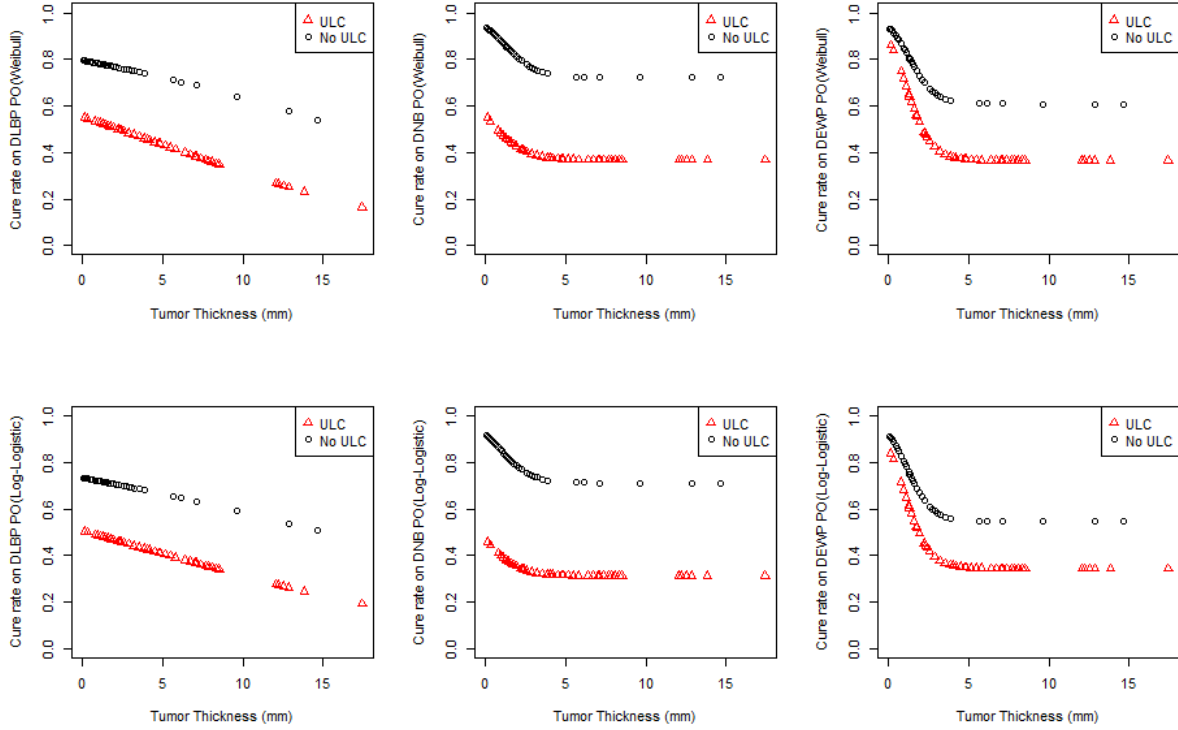 Cure rate on DLBP PO(Weibull)
1.0
0.8
0.6
0.4
0.2
0.0
ULC
No ULC
0 5 10 15
Tumor Thickness (mm)
Cure rate on DNB PO(Weibull)
1.0
0.8
0.6
0.4
0.2
0.0
ULC
No ULC
0 5 10 15
Tumor Thickness (mm)
Cure rate on DEWP PO(Weibull)
1.0
0.8
0.6
0.4
0.2
0.0
ULC
No ULC
0 5 10 15
Tumor Thickness (mm)
Cure rate on DLBP PO(Log-Logistic)
1.0
0.8
0.6
0.4
0.2
0.0
ULC
No ULC
0 5 10 15
Tumor Thickness (mm)
Cure rate on DNB PO(Log-Logistic)
1.0
0.8
0.6
0.4
0.2
0.0
ULC
No ULC
0 5 10 15
Tumor Thickness (mm)
Cure rate on DEWP PO(Log-Logistic)
1.0
0.8
0.6
0.4
0.2
0.0
ULC
No ULC
0 5 10 15
Tumor Thickness (mm)